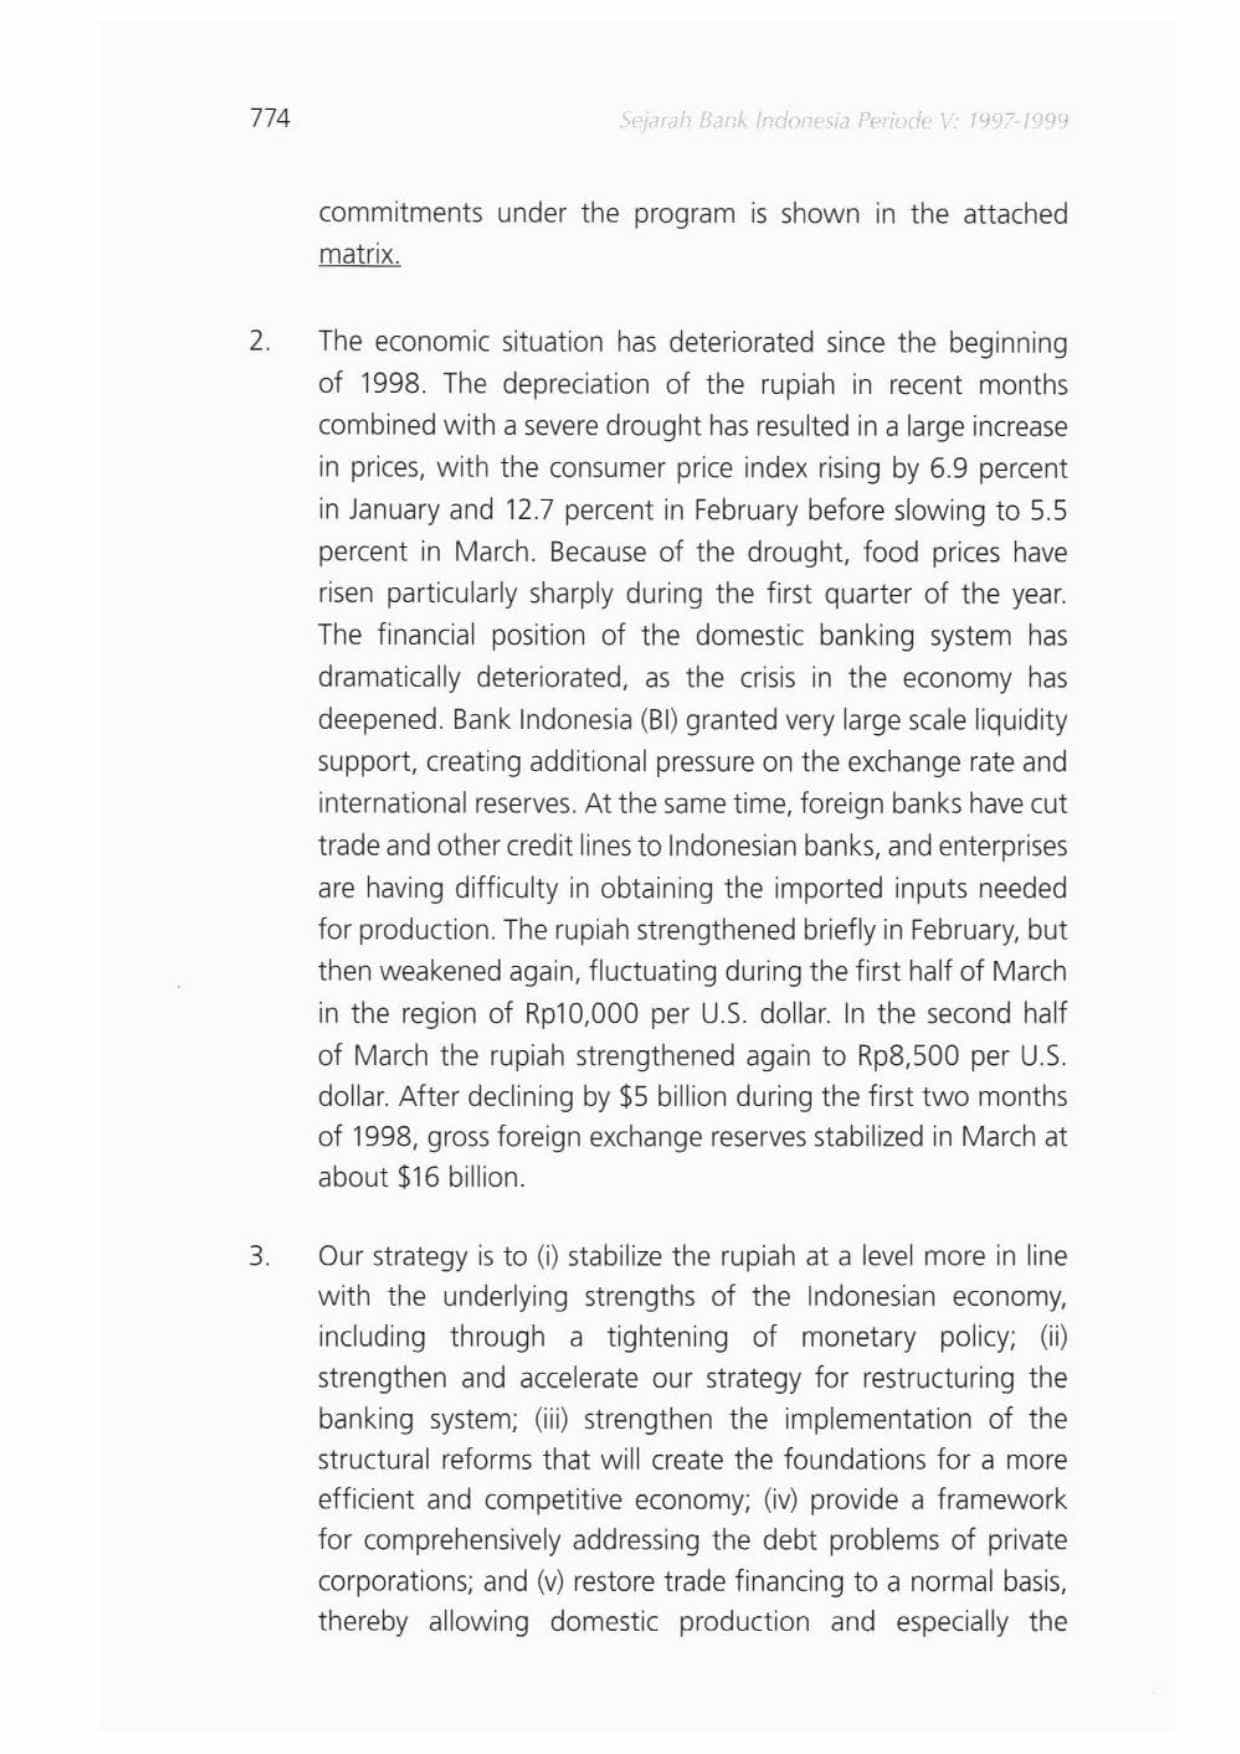 774
Sejarah Bank Indonesia Periode V: 1997-1999
commitments under the program is shown in the attached
matrix.
2. The economic situation has deteriorated since the beginning
of 1998. The depreciation of the rupiah in recent months
combined with a severe drought has resulted in a large increase
in prices, with the consumer price index rising by 6.9 percent
in January and 12.7 percent in February before slowing to 5.5
percent in March. Because of the drought, food prices have
risen particularly sharply during the first quarter of the year.
The financial position of the domestic banking system has
dramatically deteriorated, as the crisis in the economy has
deepened. Bank Indonesia (BI) granted very large scale liquidity
support, creating additional pressure on the exchange rate and
international reserves. At the same time, foreign banks have cut
trade and other credit lines to Indonesian banks, and enterprises
are having difficulty in obtaining the imported inputs needed
for production. The rupiah strengthened briefly in February, but
then weakened again, fluctuating during the first half of March
in the region of Rp10,000 per U.S. dollar. In the second half
of March the rupiah strengthened again to Rp8,500 per U.S.
dollar. After declining by $5 billion during the first two months
of 1998, gross foreign exchange reserves stabilized in March at
about $16 billion.
3. Our strategy is to (i) stabilize the rupiah at a level more in line
with the underlying strengths of the Indonesian economy,
including through a tightening of monetary policy; (ii)
strengthen and accelerate our strategy for restructuring the
banking system; (iii) strengthen the implementation of the
structural reforms that will create the foundations for a more
efficient and competitive economy; (iv) provide a framework
for comprehensively addressing the debt problems of private
corporations; and (v) restore trade financing to a normal basis,
thereby allowing domestic production and especially the